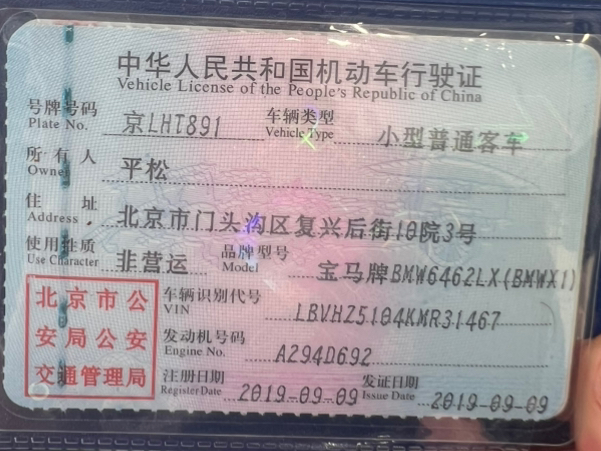 中华人民共和国机动车行驶证
Vehicle License of the People's Republic of China
号牌号码 京LHT891 车辆类型 小型普通客车
Plate No. Vehicle Type
所有人 平松
Owner
住址 北京市门头沟区复兴后街10院3号
Address
使用性质 非营运 品牌型号 宝马牌BMW6462LX(BMWX1)
Use Character Model
北京市公安局公安交通管理局
车辆识别代号 LBVHZ5104KMR31467
VIN
发动机号码 A294D692
Engine No.
注册日期 2019-09-09 发证日期 2019-09-09
Register Date Issue Date